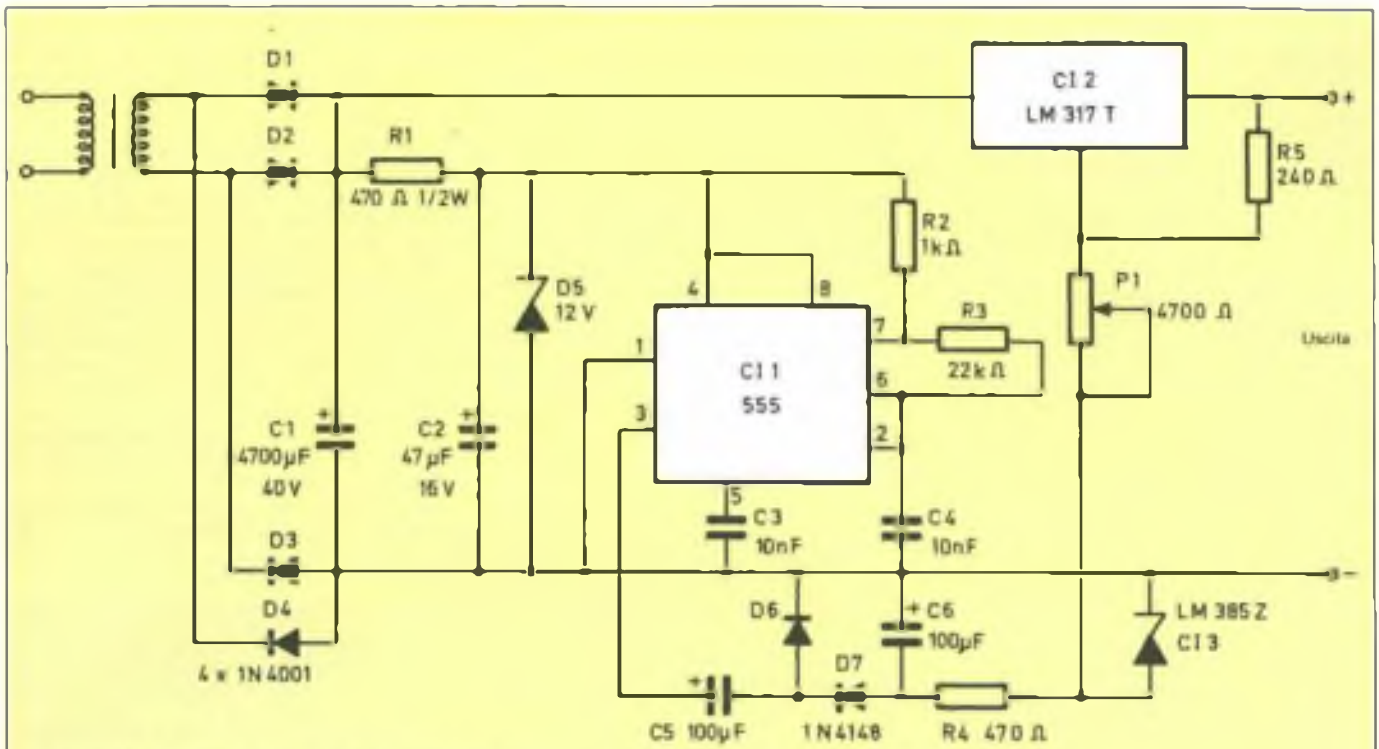 D1
D2
R1
470 Ω 1/2W
CI 2
LM 317 T
+
R5
240 Ω
R2
1kΩ
D5
12 V
4
8
P1
4700 Ω
Uscita
1
7
R3
22kΩ
CI 1
555
6
3
2
C1
4700µF
40V
+
C2
47µF
16V
+
5
C3
10nF
C4
10nF
D3
-
D4
4 x 1N 4001
D6
+
C6
100µF
LM 385 Z
CI 3
D7
+
C5 100µF
1N4148
R4 470 Ω